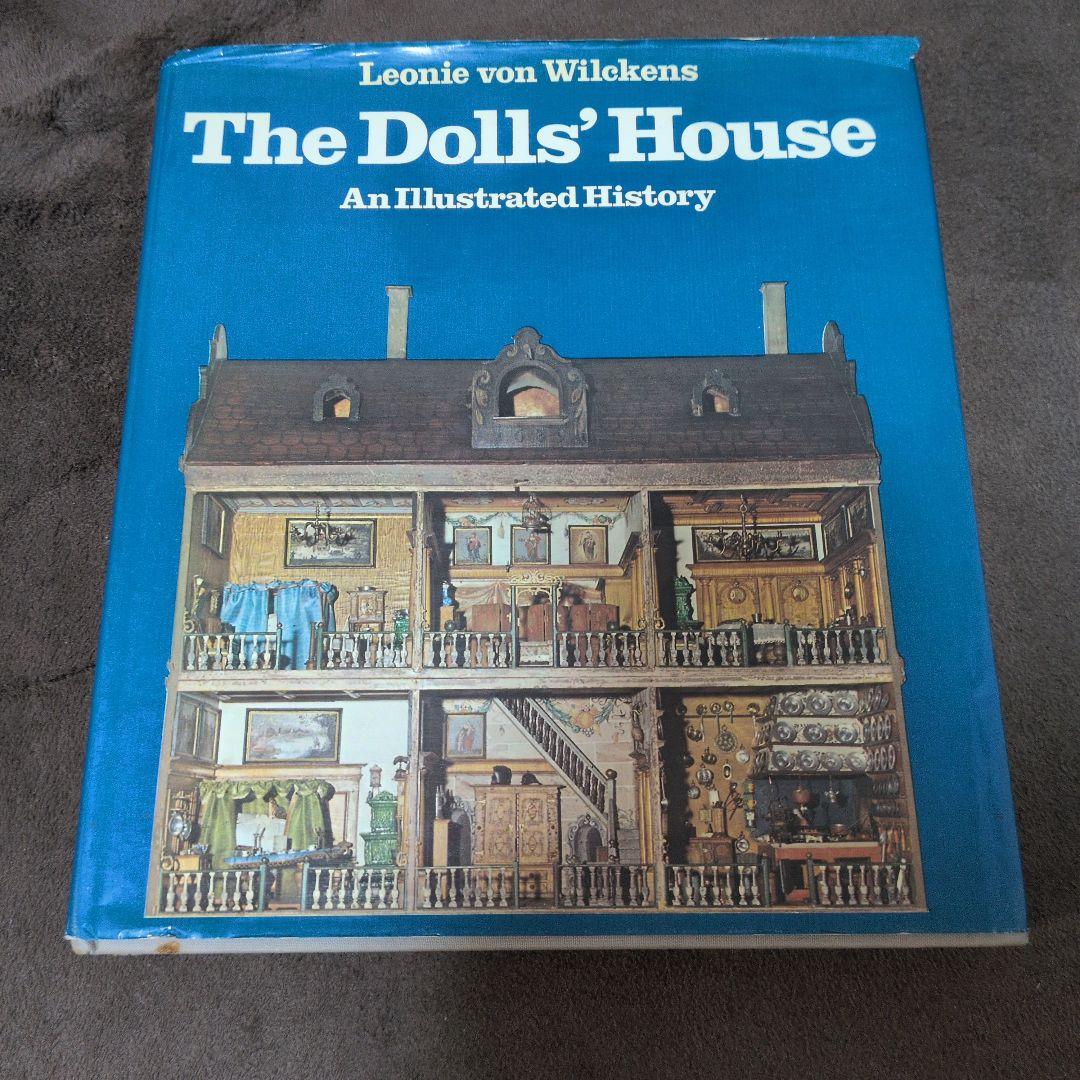 Leonie von Wilckens
The Dolls' House
An Illustrated History